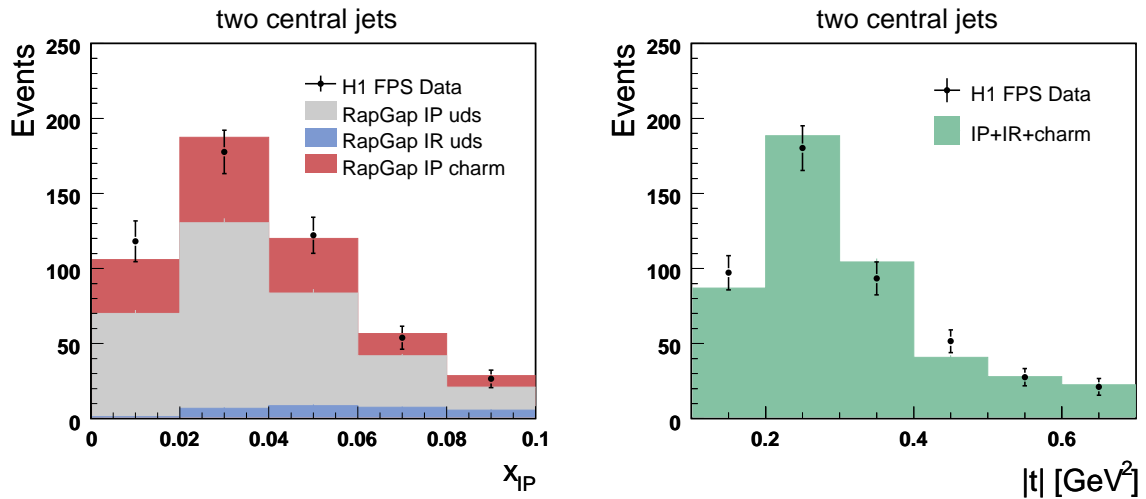 two central jets
Events
250
200
150
100
50
0
H1 FPS Data
RapGap IP uds
RapGap IR uds
RapGap IP charm
0 0.02 0.04 0.06 0.08 0.1
x_IP
two central jets
Events
250
200
150
100
50
0
H1 FPS Data
IP+IR+charm
0.2 0.4 0.6
|t| [GeV²]